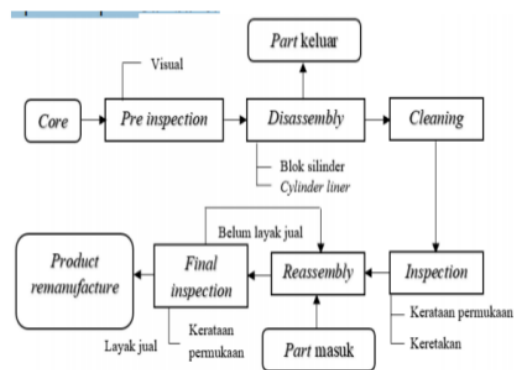 Part keluar
Visual
Core
Pre inspection
Disassembly
Cleaning
Blok silinder
Cylinder liner
Belum layak jual
Product
remanufacture
Final
inspection
Reassembly
Inspection
Layak jual
Kerataan
permukaan
Part masuk
Kerataan permukaan
Keretakan